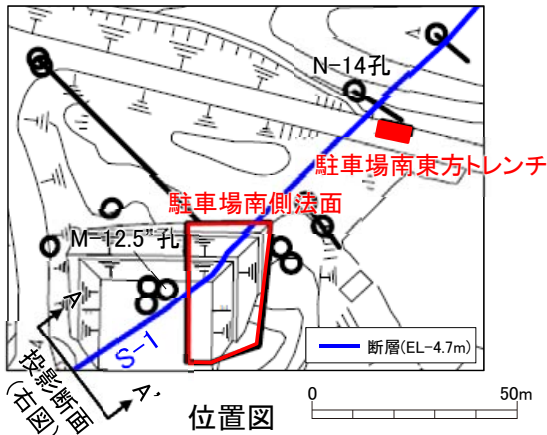 N-14孔
駐車場南東方トレンチ
駐車場南側法面
M-12.5”孔
A
S-1
断層(EL-4.7m)
投影断面
(右図)
A’
位置図
0
50m